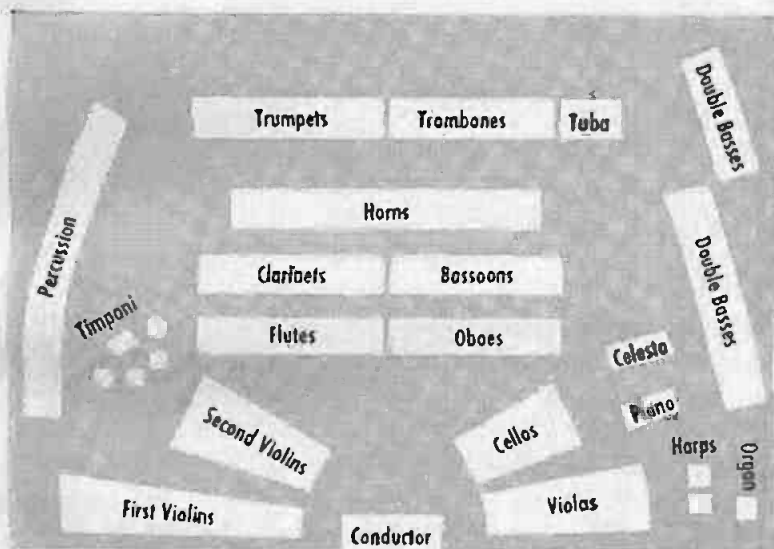 Double Basses
Trumpets
Trombones
Tuba
Percussion
Horns
Double Basses
Clarinets
Bassoons
Timponi
Flutes
Oboes
Celesta
Piano
Second Violins
Cellos
Harps
Organ
First Violins
Violas
Conductor